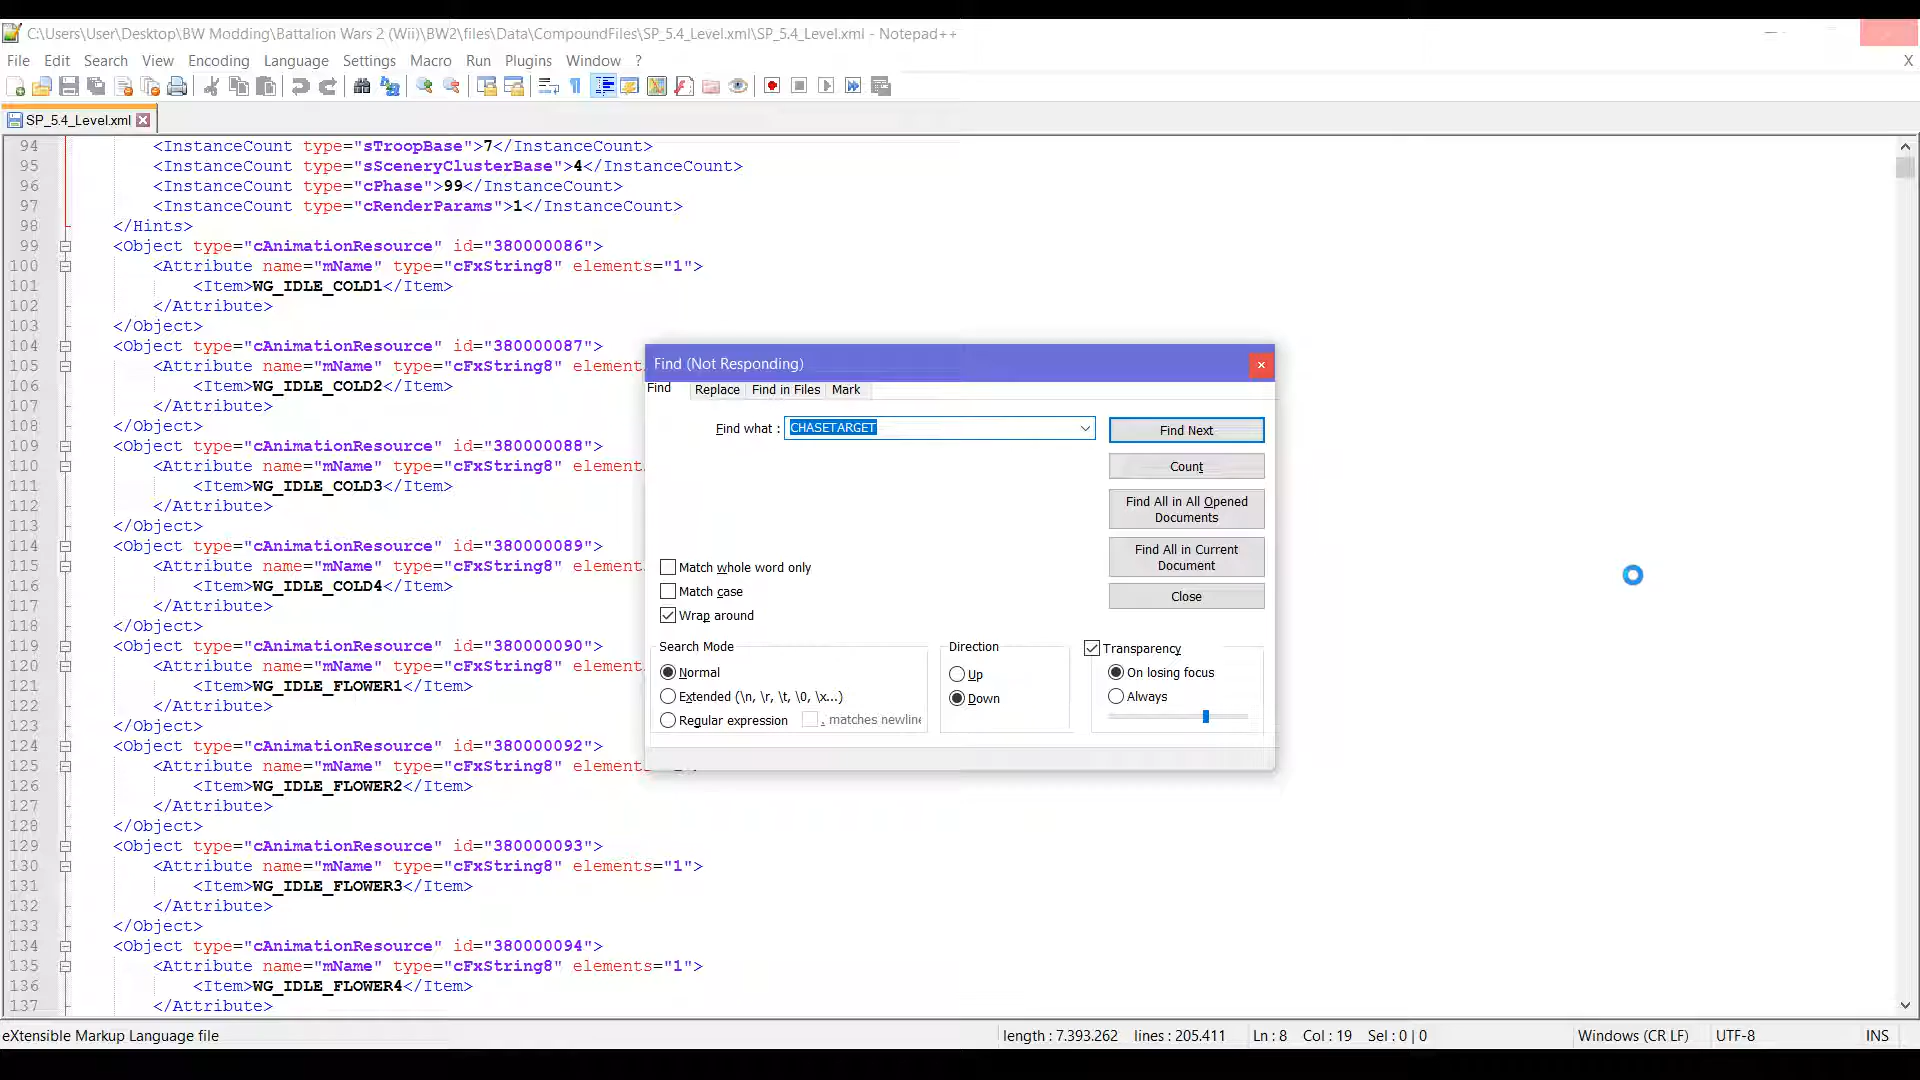 C:\Users\User\Desktop\BW Modding\Battalion Wars 2 (Wii)\BW2\files\Data\CompoundFiles\SP_5.4_Level.xml\SP_5.4_Level.xml - Notepad++
File Edit Search View Encoding Language Settings Macro Run Plugins Window ? X
SP_5.4_Level.xml
94 <InstanceCount type="sTroopBase">7</InstanceCount>
95 <InstanceCount type="sSceneryClusterBase">4</InstanceCount>
96 <InstanceCount type="cPhase">99</InstanceCount>
97 <InstanceCount type="cRenderParams">1</InstanceCount>
98 </Hints>
99 <Object type="cAnimationResource" id="380000086">
100 <Attribute name="mName" type="cFxString8" elements="1">
101 <Item>WG_IDLE_COLD1</Item>
102 </Attribute>
103 </Object>
104 <Object type="cAnimationResource" id="380000087">
105 <Attribute name="mName" type="cFxString8" element
106 <Item>WG_IDLE_COLD2</Item>
107 </Attribute>
108 </Object>
109 <Object type="cAnimationResource" id="380000088">
110 <Attribute name="mName" type="cFxString8" element
111 <Item>WG_IDLE_COLD3</Item>
112 </Attribute>
113 </Object>
114 <Object type="cAnimationResource" id="380000089">
115 <Attribute name="mName" type="cFxString8" element
116 <Item>WG_IDLE_COLD4</Item>
117 </Attribute>
118 </Object>
119 <Object type="cAnimationResource" id="380000090">
120 <Attribute name="mName" type="cFxString8" element
121 <Item>WG_IDLE_FLOWER1</Item>
122 </Attribute>
123 </Object>
124 <Object type="cAnimationResource" id="380000092">
125 <Attribute name="mName" type="cFxString8" element
126 <Item>WG_IDLE_FLOWER2</Item>
127 </Attribute>
128 </Object>
129 <Object type="cAnimationResource" id="380000093">
130 <Attribute name="mName" type="cFxString8" elements="1">
131 <Item>WG_IDLE_FLOWER3</Item>
132 </Attribute>
133 </Object>
134 <Object type="cAnimationResource" id="380000094">
135 <Attribute name="mName" type="cFxString8" elements="1">
136 <Item>WG_IDLE_FLOWER4</Item>
137 </Attribute>
Find (Not Responding)
Find Replace Find in Files Mark
Find what : CHASETARGET
Find Next
Count
Find All in All Opened
Documents
Find All in Current
Document
Close
Match whole word only
Match case
Wrap around
Search Mode
Normal
Extended (\n, \r, \t, \0, \x...)
Regular expression . matches newline
Direction
Up
Down
Transparency
On losing focus
Always
eXtensible Markup Language file length : 7.393.262 lines : 205.411 Ln : 8 Col : 19 Sel : 0 | 0 Windows (CR LF) UTF-8 INS